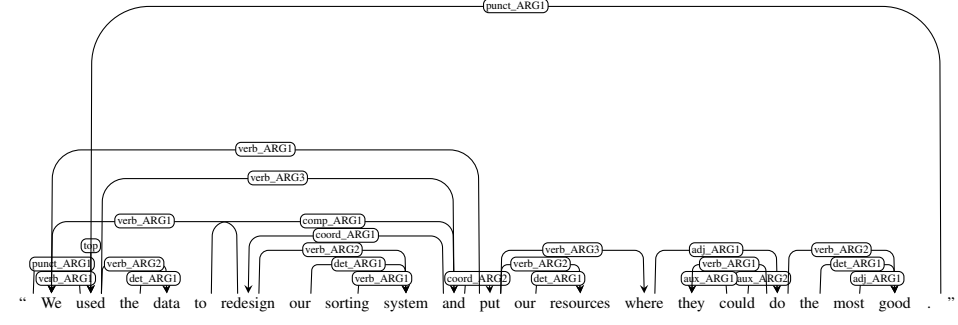 punct_ARG1
verb_ARG1
verb_ARG3
verb_ARG1 comp_ARG1
coord_ARG1
top verb_ARG2 verb_ARG3 adj_ARG1 verb_ARG2
punct_ARG1 verb_ARG2 det_ARG1 verb_ARG2 verb_ARG1 det_ARG1
verb_ARG1 det_ARG1 verb_ARG1 coord_ARG2 det_ARG1 aux_ARG1 aux_ARG2 adj_ARG1
“ We used the data to redesign our sorting system and put our resources where they could do the most good . ”